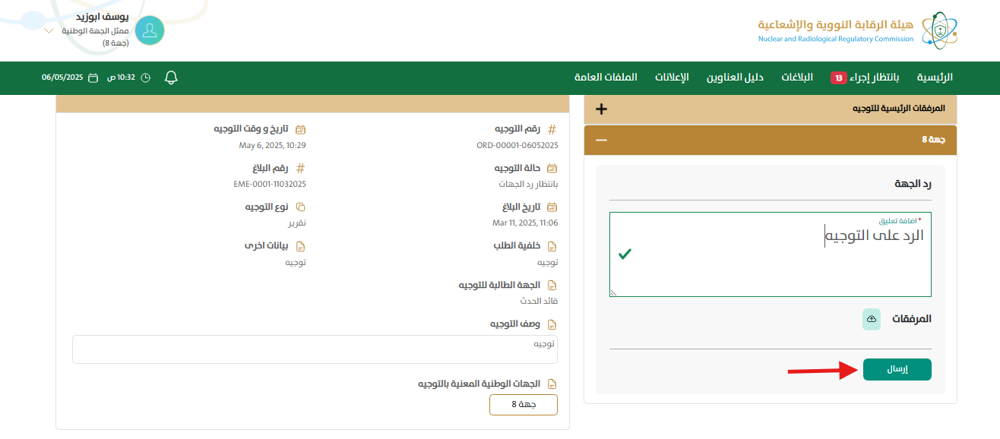 هيئة الرقابة النووية والإشعاعية
Nuclear and Radiological Regulatory Commission
يوسف ابوزيد
ممثل الجهة الوطنية
(جهة 8)
الرئيسية
بانتظار إجراء 13
البلاغات
دليل العناوين
الإعلانات
الملفات العامة
10:32 ص
06/05/2025
المرفقات الرئيسية للتوجيه
جهة 8
رد الجهة
* اضافة تعليق
الرد على التوجيه
المرفقات
إرسال
رقم التوجيه
ORD-00001-06052025
تاريخ و وقت التوجيه
May 6, 2025, 10:29
حالة التوجيه
بانتظار رد الجهات
رقم البلاغ
EME-0001-11032025
تاريخ البلاغ
Mar 11, 2025, 11:06
نوع التوجيه
تقرير
خلفية الطلب
توجيه
بيانات اخرى
توجيه
الجهة الطالبة للتوجيه
قائد الحدث
وصف التوجيه
توجيه
الجهات الوطنية المعنية بالتوجيه
جهة 8